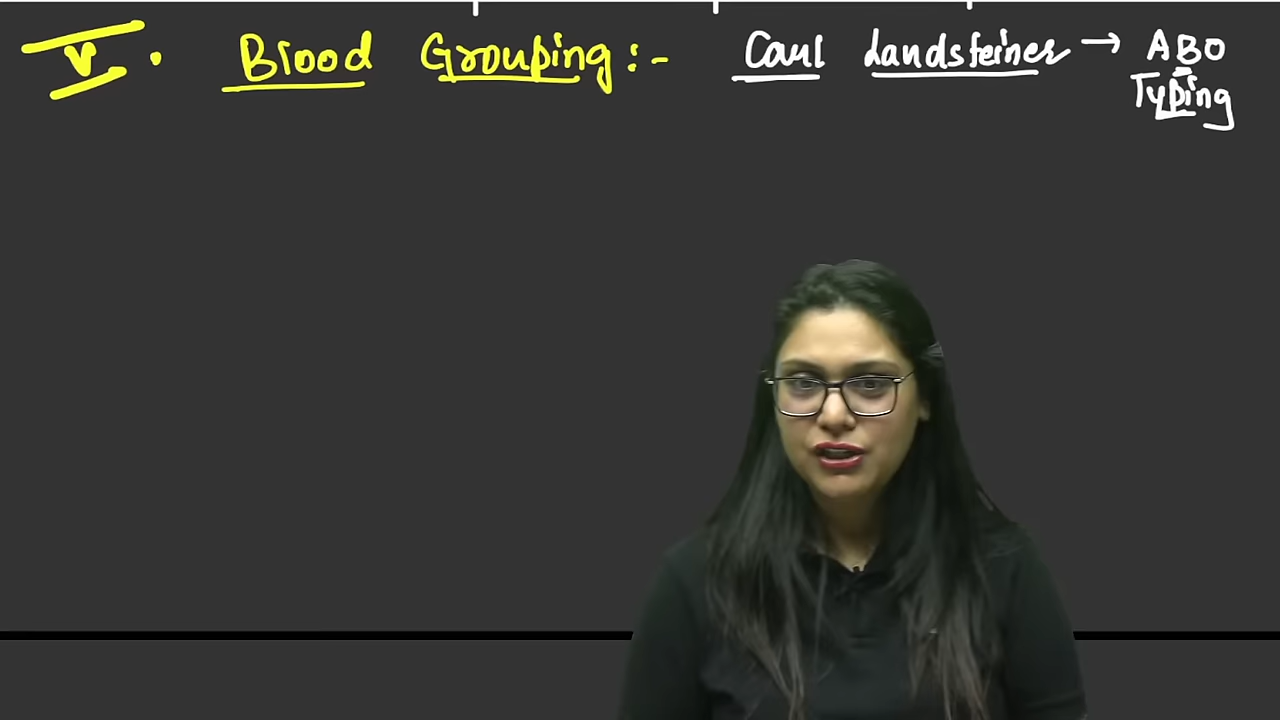 V. Blood Grouping :- Carl Landsteiner → ABO
Typing